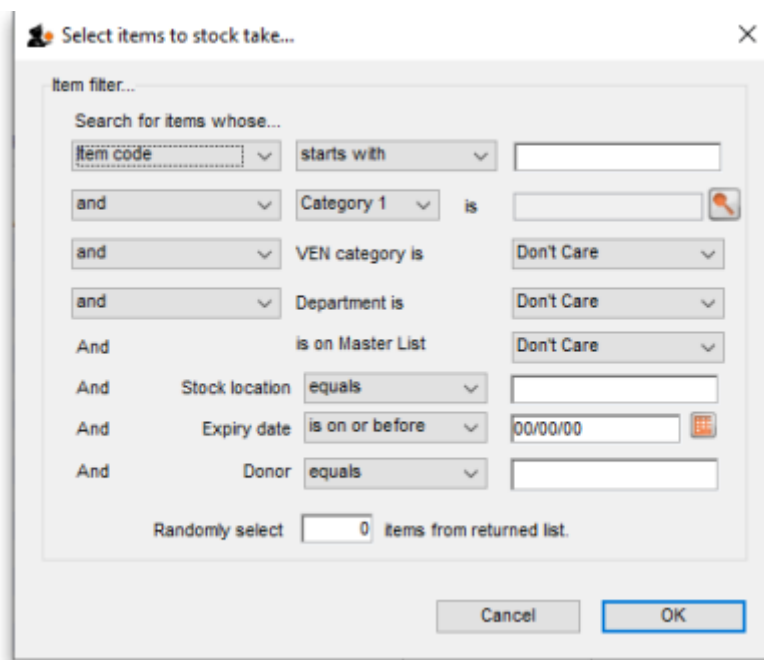 Select items to stock take...
Item filter...
Search for items whose...
Item code starts with
and Category 1 is
and VEN category is Don't Care
and Department is Don't Care
And is on Master List Don't Care
And Stock location equals
And Expiry date is on or before 00/00/00
And Donor equals
Randomly select 0 items from returned list.
Cancel OK